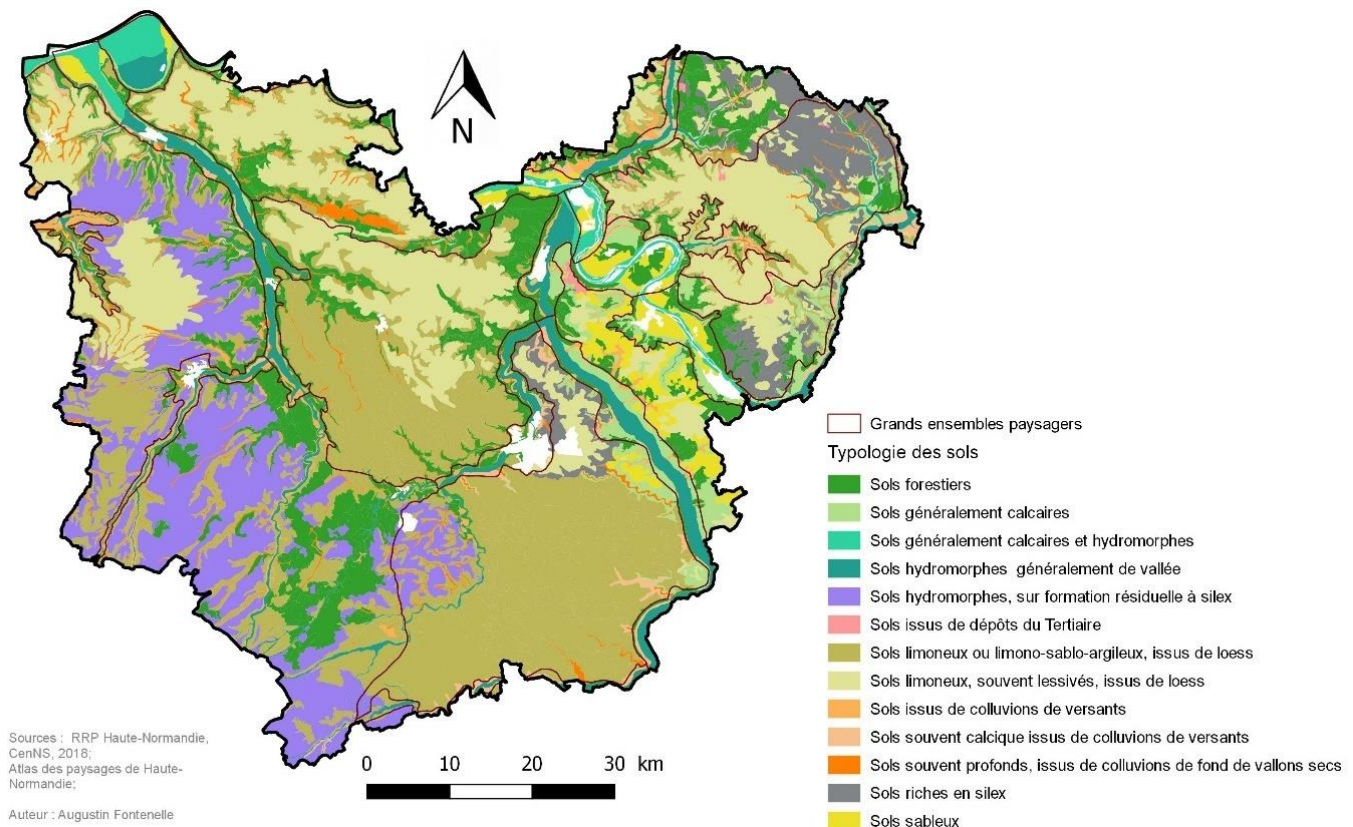 N
Grands ensembles paysagers
Typologie des sols
Sols forestiers
Sols généralement calcaires
Sols généralement calcaires et hydromorphes
Sols hydromorphes  généralement de vallée
Sols hydromorphes, sur formation résiduelle à silex
Sols issus de dépôts du Tertiaire
Sols limoneux ou limono-sablo-argileux, issus de loess
Sols limoneux, souvent lessivés, issus de loess
Sols issus de colluvions de versants
Sols souvent calcique issus de colluvions de versants
Sols souvent profonds, issus de colluvions de fond de vallons secs
Sols riches en silex
Sols sableux
Sources :  RRP Haute-Normandie,
CenNS, 2018;
Atlas des paysages de Haute-
Normandie;
Auteur : Augustin Fontenelle
0 10 20 30 km